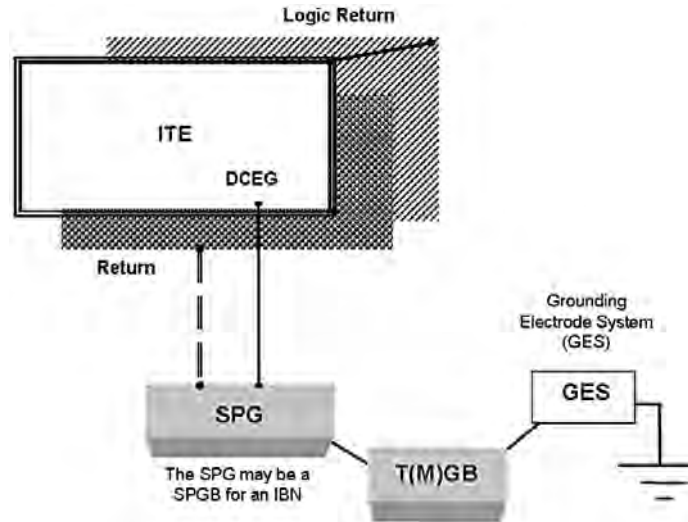 Logic Return
ITE
DCEG
Return
Grounding
Electrode System
(GES)
GES
SPG
T(M)GB
The SPG may be a
SPGB for an IBN